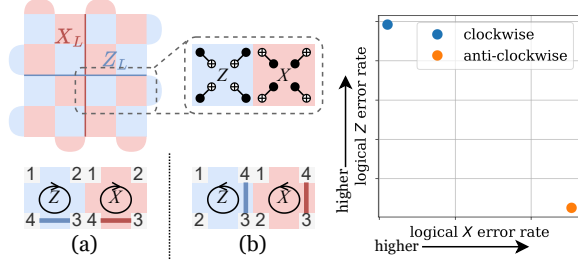 X_L
Z_L
Z X
1 2 1 2
Z X
4 3 4 3
(a)
1 4 1 4
Z X
2 3 2 3
(b)
clockwise
anti-clockwise
logical Z error rate
higher
logical X error rate
higher